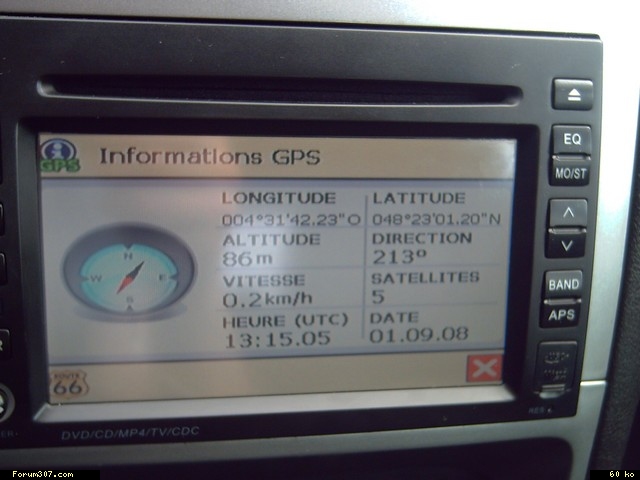 GPS
Informations GPS
LONGITUDE LATITUDE
004°31'42.23"O 048°23'01.20"N
ALTITUDE DIRECTION
86m 213°
VITESSE SATELLITES
0.2km/h 5
HEURE (UTC) DATE
13:15.05 01.09.08
N
W E
S
ROUTE
66
EQ
MO/ST
BAND
APS
RES
DVD/CD/MP4/TV/CDC
Forum307.com 60 ko